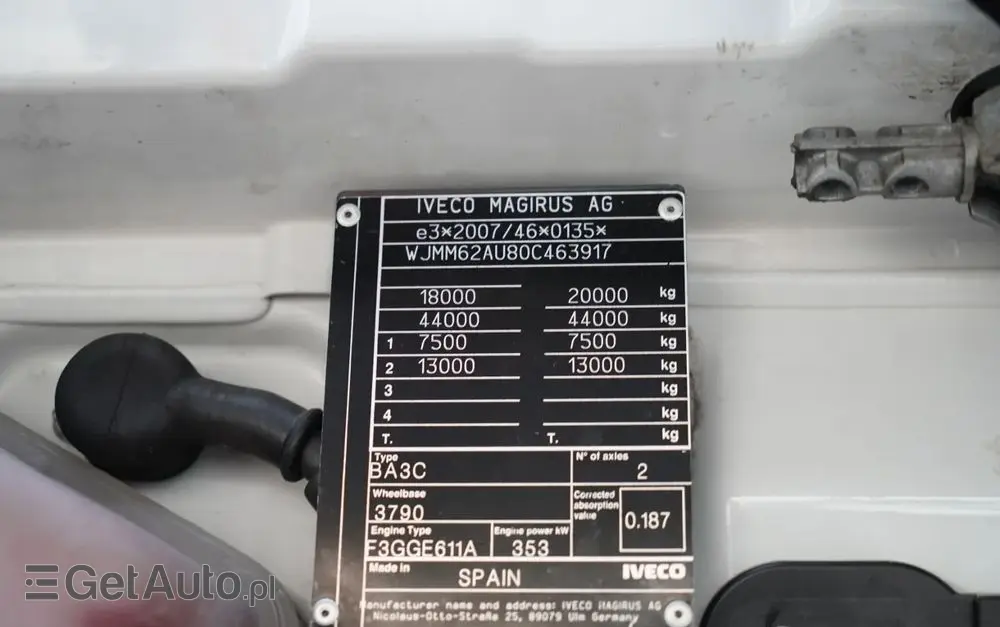 IVECO MAGIRUS AG
e3*2007/46*0135*
WJMM62AU80C463917
18000 20000 kg
44000 44000 kg
1 7500 7500 kg
2 13000 13000 kg
3 kg
4 kg
T. T. kg
Type N° of axles
BA3C 2
Wheelbase Corrected absorption value
3790 0.187
Engine Type Engine power kW
F3GGE611A 353
Made in SPAIN IVECO
Manufacturer name and address: IVECO MAGIRUS AG
Nicolaus-Otto-Straße 25, 89079 Ulm Germany
GetAuto.pl